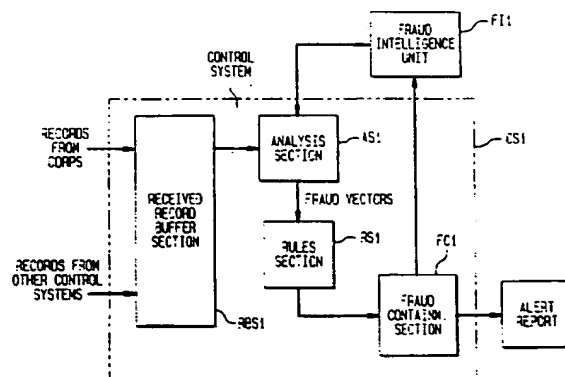 FRAUD
INTELLIGENCE
UNIT
FI1
CONTROL
SYSTEM
RECORDS
FROM
CORPS
ANALYSIS
SECTION
AS1
CS1
RECEIVED
RECORD
BUFFER
SECTION
FRAUD VECTORS
RULES
SECTION
RS1
FC1
RECORDS FROM
OTHER CONTROL
SYSTEMS
FRAUD
CONTAINM.
SECTION
ALERT
REPORT
RBS1